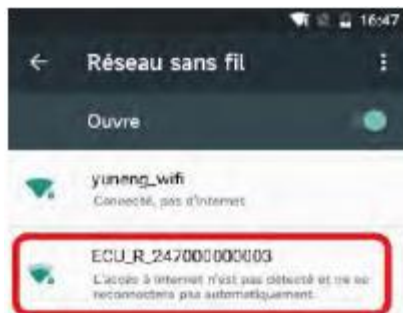 16:47
Réseau sans fil
Ouvre
yuneng_wifi
Connecté, pas d'internet
ECU_R_247000000003
L'accès à internet n'est pas détecté et ne se
reconnectera pas automatiquement.